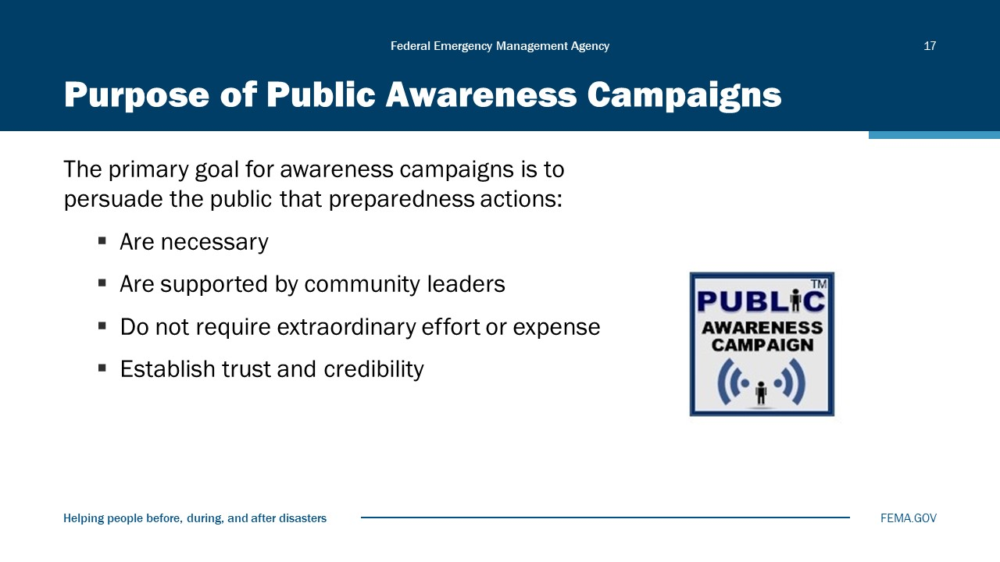 Federal Emergency Management Agency
17
Purpose of Public Awareness Campaigns
The primary goal for awareness campaigns is to
persuade the public that preparedness actions:
▪ Are necessary
▪ Are supported by community leaders
▪ Do not require extraordinary effort or expense
▪ Establish trust and credibility
TM
PUBLiC
AWARENESS
CAMPAIGN
Helping people before, during, and after disasters
FEMA.GOV